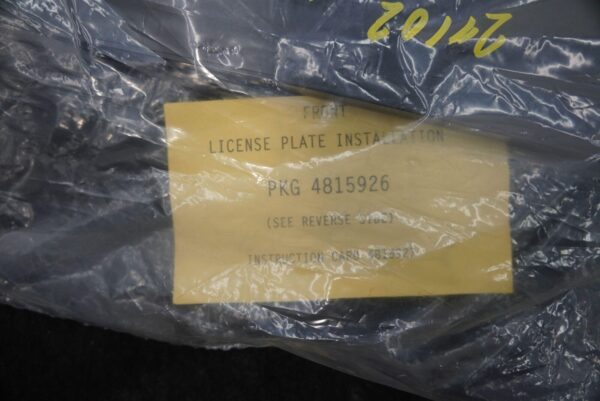 24102
FRONT
LICENSE PLATE INSTALLATION
PKG 4815926
(SEE REVERSE SIDE)
INSTRUCTION CARD